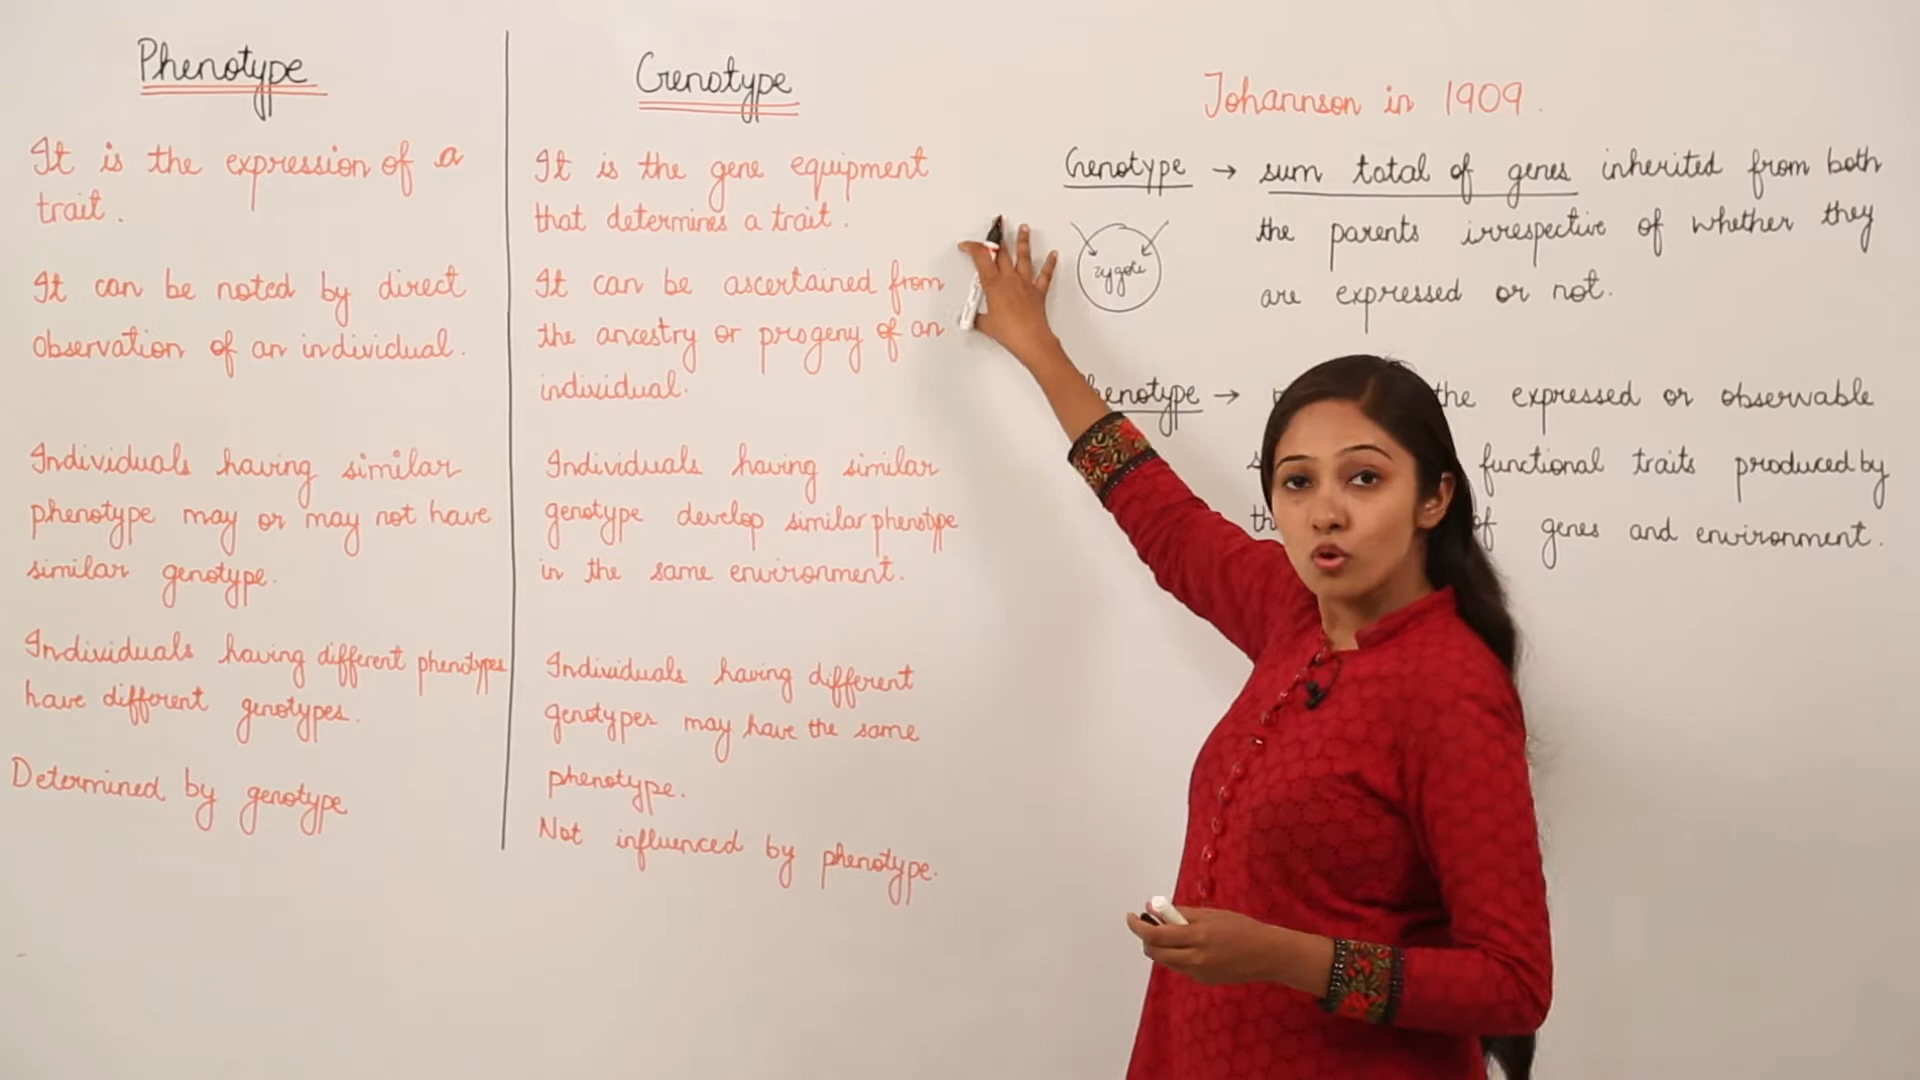 Phenotype
It is the expression of a
trait.
It can be noted by direct
observation of an individual.
Individuals having similar
phenotype may or may not have
similar genotype.
Individuals having different phenotypes
have different genotypes.
Determined by genotype
Genotype
It is the gene equipment
that determines a trait.
It can be ascertained from
the ancestry or progeny of an
individual.
Individuals having similar
genotype develop similar phenotype
in the same environment.
Individuals having different
genotypes may have the same
phenotype.
Not influenced by phenotype.
Johannson in 1909.
Genotype → sum total of genes inherited from both
the parents irrespective of whether they
are expressed or not.
zygote
henotype → the expressed or observable
functional traits produced by
of genes and environment.